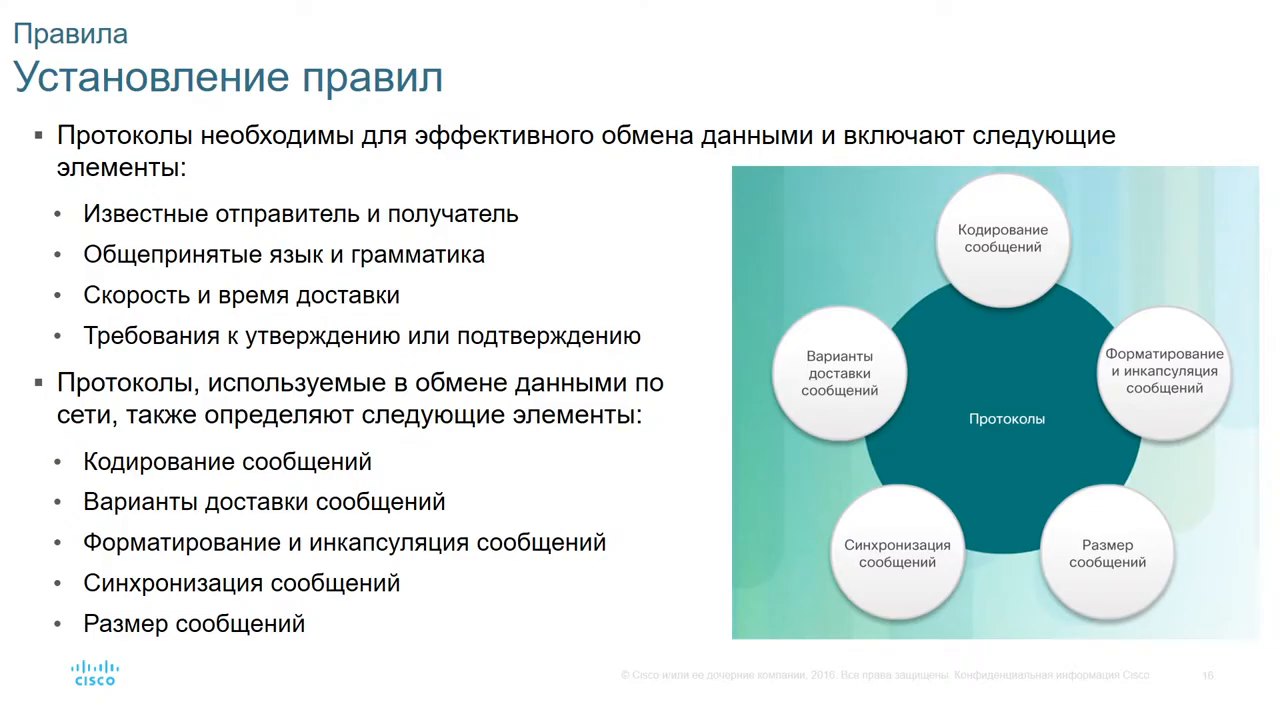 Правила
Установление правил
▪ Протоколы необходимы для эффективного обмена данными и включают следующие
элементы:
• Известные отправитель и получатель
• Общепринятые язык и грамматика
• Скорость и время доставки
• Требования к утверждению или подтверждению
▪ Протоколы, используемые в обмене данными по
сети, также определяют следующие элементы:
• Кодирование сообщений
• Варианты доставки сообщений
• Форматирование и инкапсуляция сообщений
• Синхронизация сообщений
• Размер сообщений
Кодирование
сообщений
Варианты
доставки
сообщений
Форматирование
и инкапсуляция
сообщений
Протоколы
Синхронизация
сообщений
Размер
сообщений
CISCO
© Cisco и/или ее дочерние компании, 2016. Все права защищены. Конфиденциальная информация Cisco
16